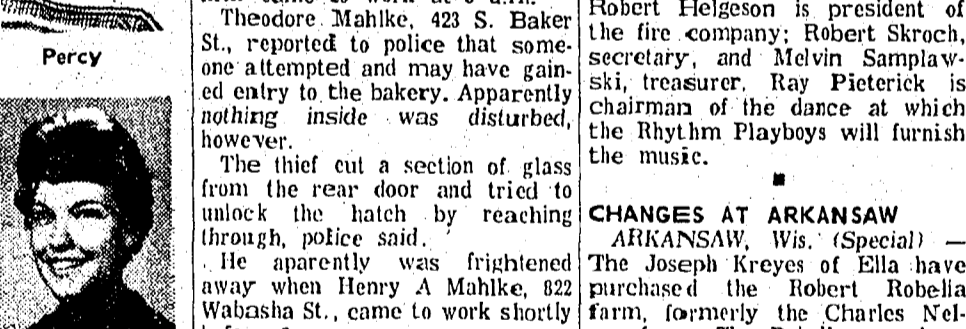 Percy
Theodore Mahlke, 423 S. Baker
St., reported to police that some-
one attempted and may have gain-
ed entry to the bakery. Apparently
nothing inside was disturbed,
however.
The thief cut a section of glass
from the rear door and tried to
unlock the hatch by reaching
through, police said.
He apparently was frightened
away when Henry A Mahlke, 822
Wabasha St., came to work shortly
Robert Helgeson is president of
the fire company; Robert Skroch,
secretary, and Melvin Samplaw-
ski, treasurer. Ray Pieterick is
chairman of the dance at which
the Rhythm Playboys will furnish
the music.
CHANGES AT ARKANSAW
ARKANSAW, Wis. (Special) —
The Joseph Kreyes of Ella have
purchased the Robert Robelia
farm, formerly the Charles Nel-